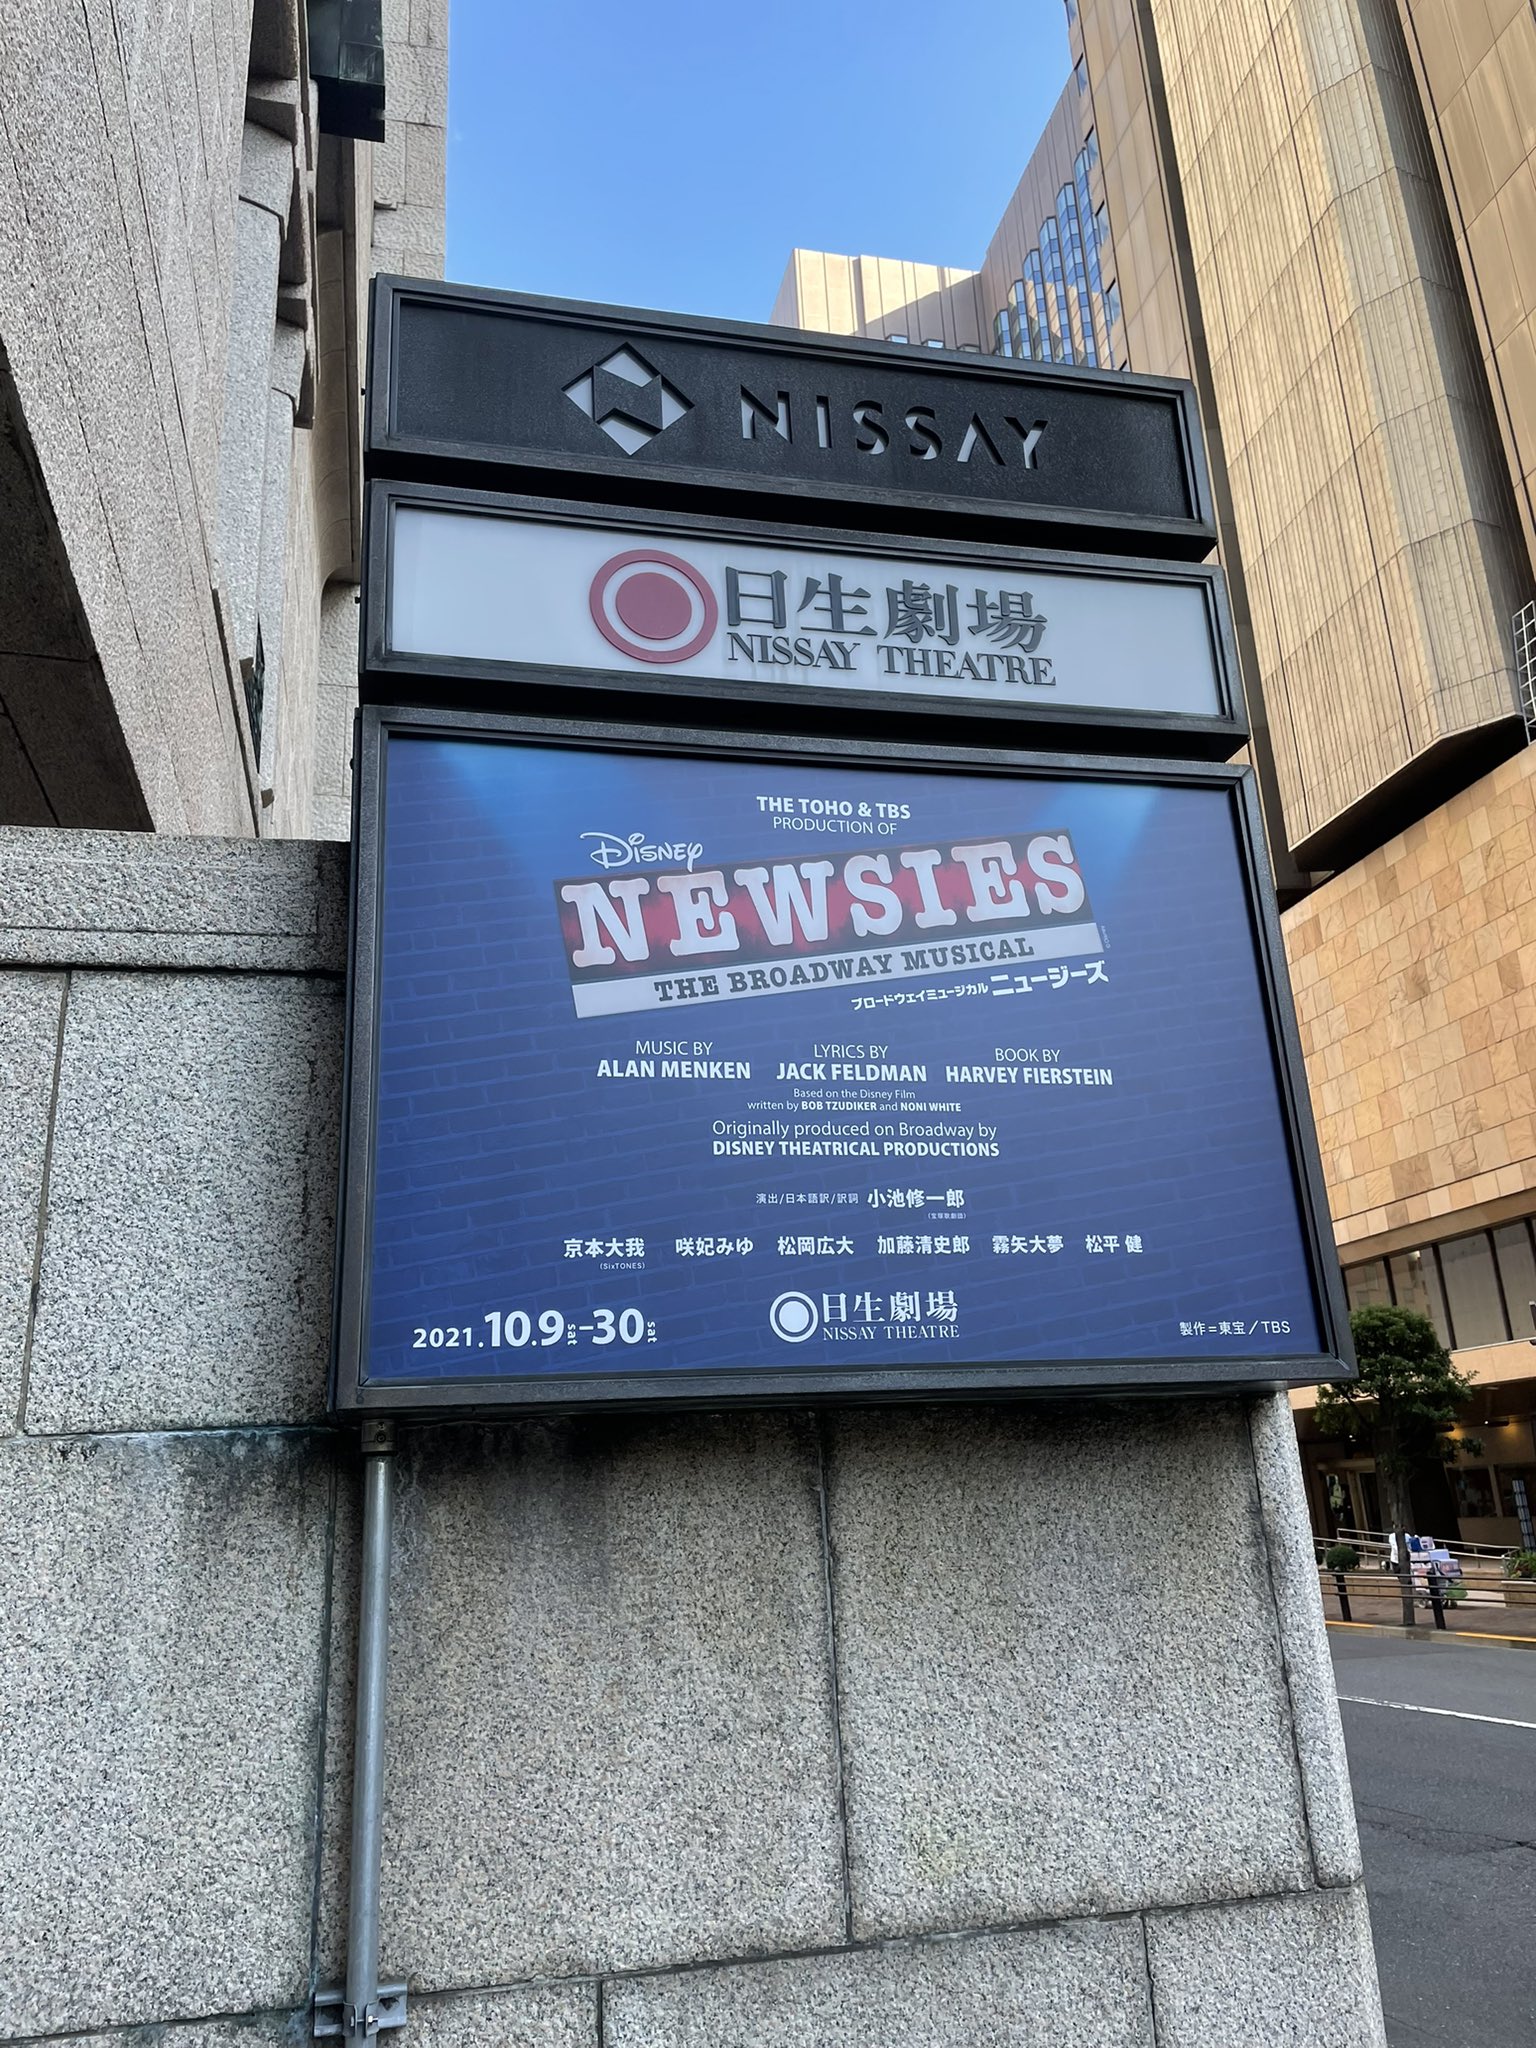 NISSAY
日生劇場
NISSAY THEATRE
THE TOHO & TBS
PRODUCTION OF
Disney
NEWSIES
THE BROADWAY MUSICAL
ブロードウェイミュージカル ニュージーズ
MUSIC BY
ALAN MENKEN
LYRICS BY
JACK FELDMAN
BOOK BY
HARVEY FIERSTEIN
Based on the Disney Film
written by BOB TZUDIKER and NONI WHITE
Originally produced on Broadway by
DISNEY THEATRICAL PRODUCTIONS
演出/日本語訳/訳詞 小池修一郎
(宝塚歌劇団)
京本大我 咲妃みゆ 松岡広大 加藤清史郎 霧矢大夢 松平 健
(SixTONES)
2021.10.9sat-30sat
日生劇場
NISSAY THEATRE
製作=東宝/TBS